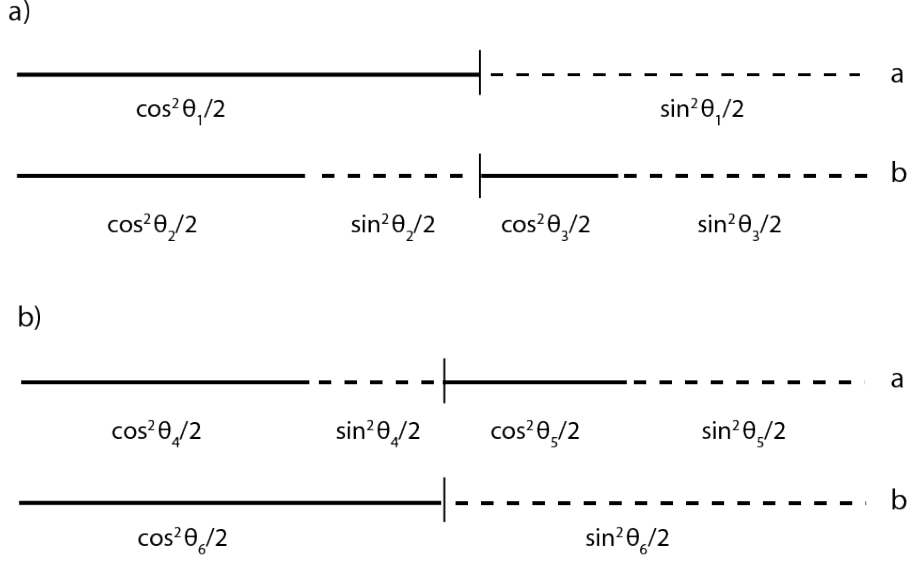 a)
a
cos²θ₁/2 sin²θ₁/2
b
cos²θ₂/2 sin²θ₂/2 cos²θ₃/2 sin²θ₃/2
b)
a
cos²θ₄/2 sin²θ₄/2 cos²θ₅/2 sin²θ₅/2
b
cos²θ₆/2 sin²θ₆/2